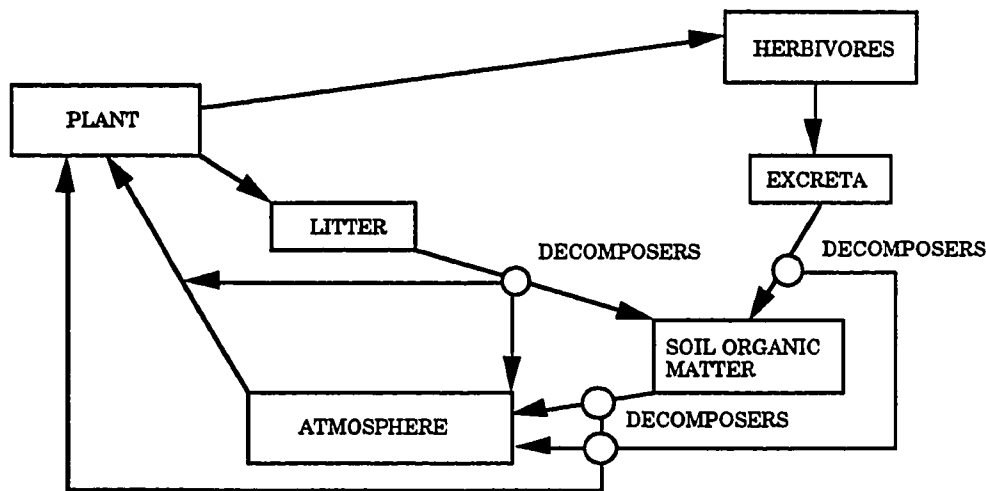 HERBIVORES
PLANT
EXCRETA
LITTER
DECOMPOSERS
DECOMPOSERS
SOIL ORGANIC
MATTER
ATMOSPHERE
DECOMPOSERS